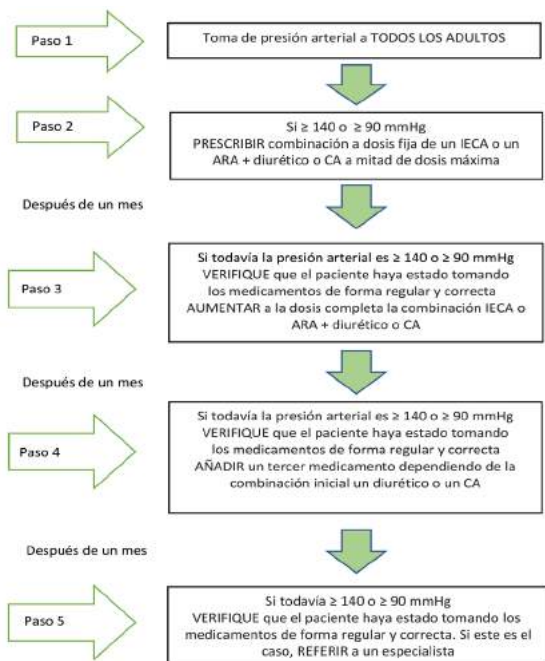 Paso 1
Toma de presión arterial a TODOS LOS ADULTOS
Paso 2
Si ≥ 140 o ≥ 90 mmHg
PRESCRIBIR combinación a dosis fija de un IECA o un
ARA + diurético o CA a mitad de dosis máxima
Después de un mes
Paso 3
Si todavía la presión arterial es ≥ 140 o ≥ 90 mmHg
VERIFIQUE que el paciente haya estado tomando
los medicamentos de forma regular y correcta
AUMENTAR a la dosis completa la combinación IECA o
ARA + diurético o CA
Después de un mes
Paso 4
Si todavía la presión arterial es ≥ 140 o ≥ 90 mmHg
VERIFIQUE que el paciente haya estado tomando
los medicamentos de forma regular y correcta
AÑADIR un tercer medicamento dependiendo de la
combinación inicial un diurético o un CA
Después de un mes
Paso 5
Si todavía ≥ 140 o ≥ 90 mmHg
VERIFIQUE que el paciente haya estado tomando los
medicamentos de forma regular y correcta. Si este es el
caso, REFERIR a un especialista